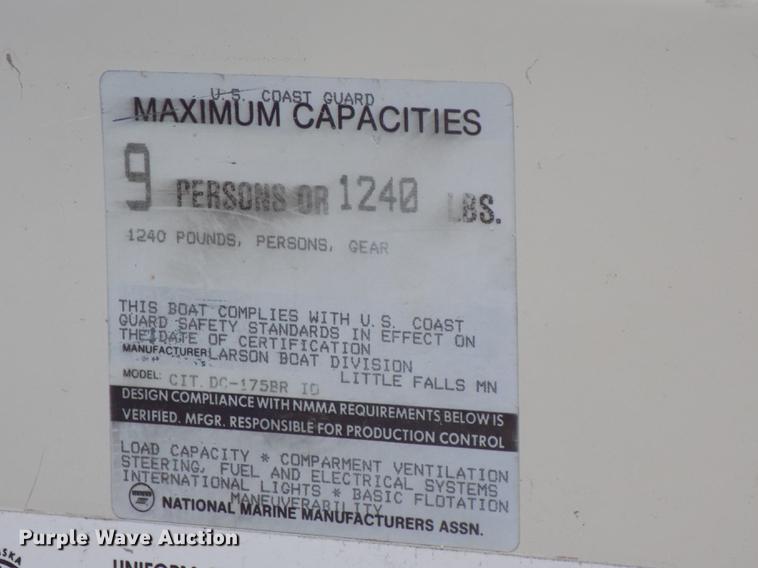 U.S. COAST GUARD
MAXIMUM CAPACITIES
9 PERSONS OR 1240 LBS.
1240 POUNDS, PERSONS, GEAR
THIS BOAT COMPLIES WITH U.S. COAST
GUARD SAFETY STANDARDS IN EFFECT ON
THE DATE OF CERTIFICATION
MANUFACTURER: LARSON BOAT DIVISION
LITTLE FALLS MN
MODEL: CIT. DC-175BR IO
DESIGN COMPLIANCE WITH NMMA REQUIREMENTS BELOW IS
VERIFIED. MFGR. RESPONSIBLE FOR PRODUCTION CONTROL
LOAD CAPACITY * COMPARMENT VENTILATION
STEERING, FUEL AND ELECTRICAL SYSTEMS
INTERNATIONAL LIGHTS * BASIC FLOTATION
MANEUVERABILITY
NATIONAL MARINE MANUFACTURERS ASSN.
Purple Wave Auction